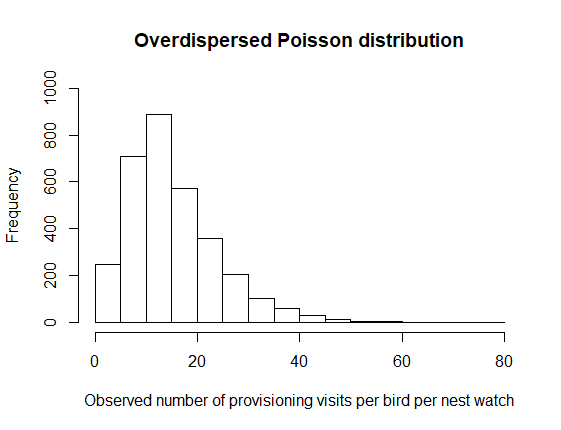 Overdispersed Poisson distribution
Frequency
1000
800
600
400
200
0
0 20 40 60 80
Observed number of provisioning visits per bird per nest watch